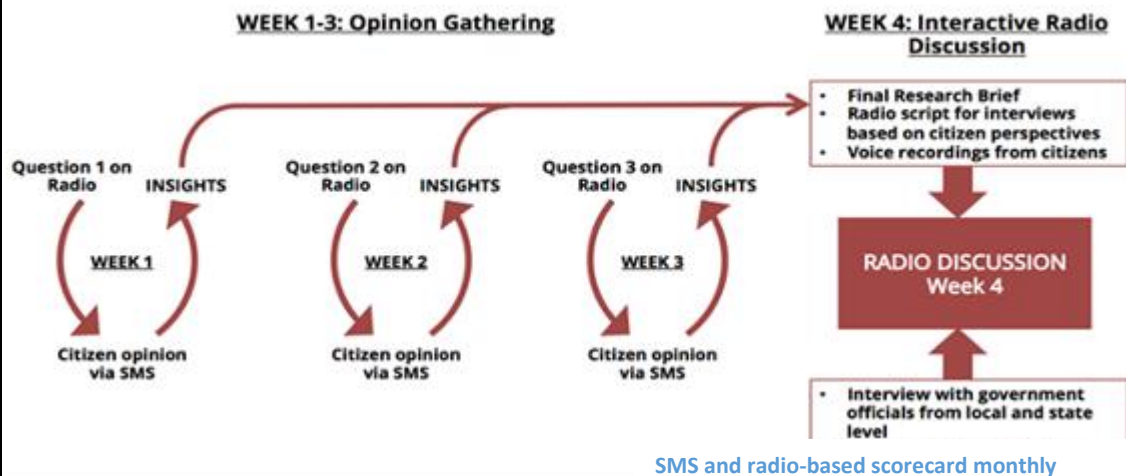 WEEK 1-3: Opinion Gathering
WEEK 4: Interactive Radio
Discussion
• Final Research Brief
• Radio script for interviews
based on citizen perspectives
• Voice recordings from citizens
Question 1 on
Radio
INSIGHTS
WEEK 1
Citizen opinion
via SMS
Question 2 on
Radio
INSIGHTS
WEEK 2
Citizen opinion
via SMS
Question 3 on
Radio
INSIGHTS
WEEK 3
Citizen opinion
via SMS
RADIO DISCUSSION
Week 4
• Interview with government
officials from local and state
level
SMS and radio-based scorecard monthly